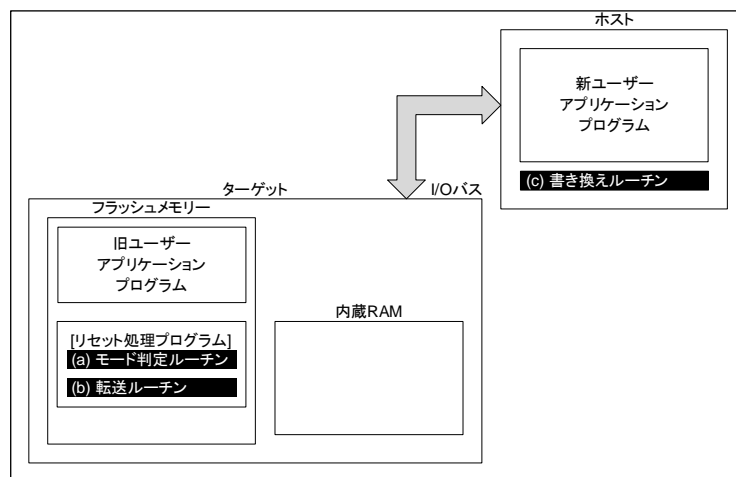 ホスト
新ユーザー
アプリケーション
プログラム
(c) 書き換えルーチン
ターゲット
I/Oバス
フラッシュメモリー
旧ユーザー
アプリケーション
プログラム
内蔵RAM
[リセット処理プログラム]
(a) モード判定ルーチン
(b) 転送ルーチン